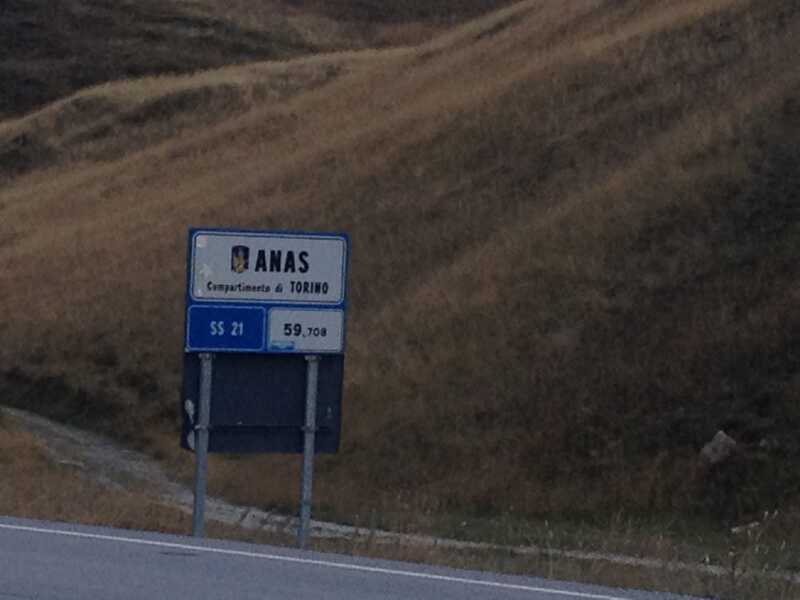 ANAS
Compartimento di TORINO
SS 21
59,708